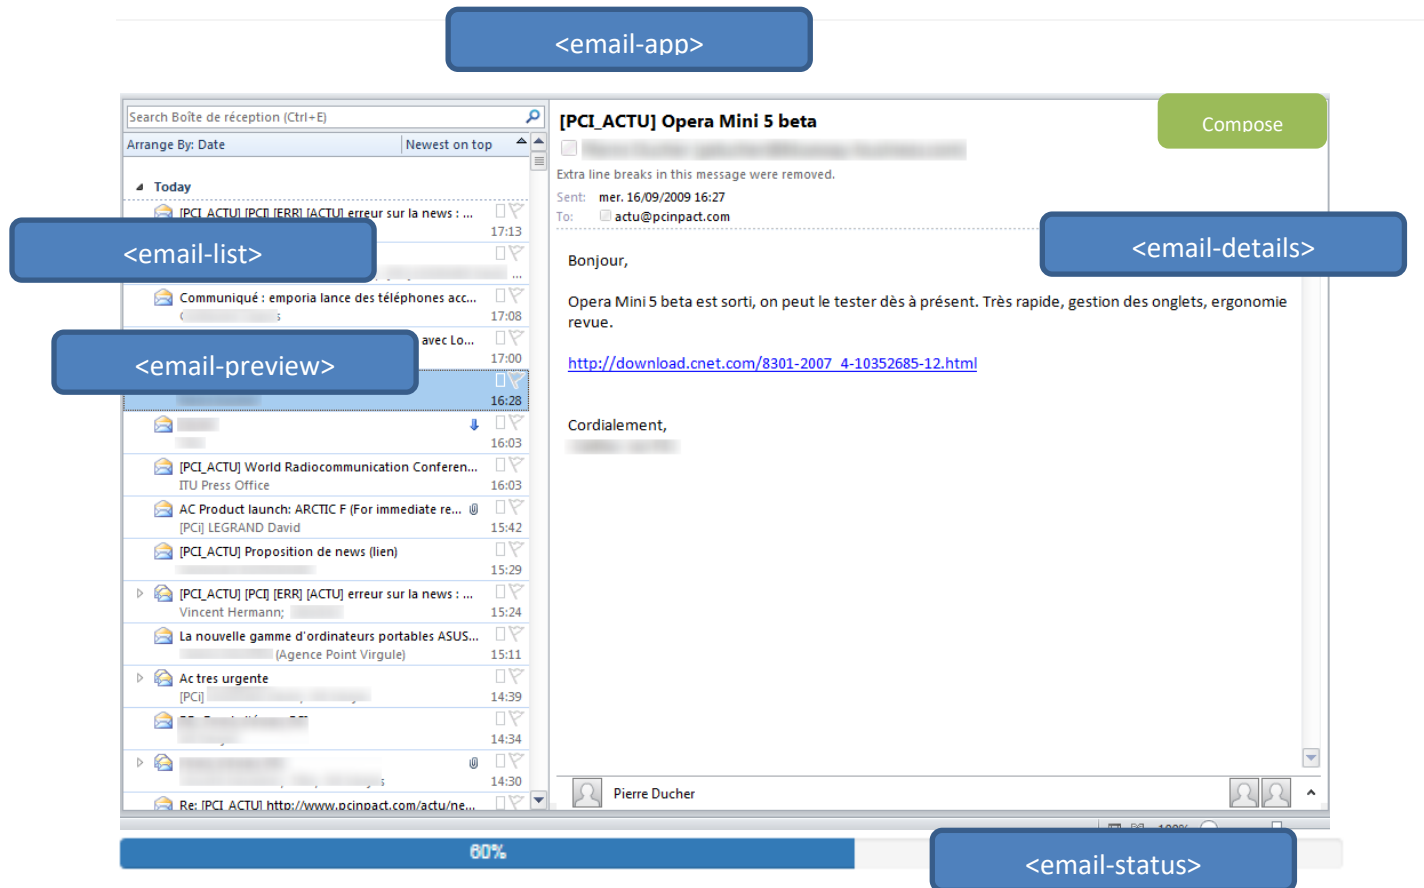 <email-app>
Search Boîte de réception (Ctrl+E)
Arrange By: Date
Newest on top
Today
[PCI_ACTU] [PCI] [ERR] [ACTU] erreur sur la news : ...
17:13
<email-list>
...
Communiqué : emporia lance des téléphones acc...
s
17:08
<email-preview>
avec Lo...
17:00
16:28
16:03
[PCI_ACTU] World Radiocommunication Conferen...
ITU Press Office
16:03
AC Product launch: ARCTIC F (For immediate re...
[PCi] LEGRAND David
15:42
[PCI_ACTU] Proposition de news (lien)
15:29
[PCI_ACTU] [PCI] [ERR] [ACTU] erreur sur la news : ...
Vincent Hermann;
15:24
La nouvelle gamme d'ordinateurs portables ASUS...
(Agence Point Virgule)
15:11
Ac tres urgente
[PCi]
14:39
14:34
s
14:30
Re: [PCI_ACTU] http://www.pcinpact.com/actu/ne...
[PCI_ACTU] Opera Mini 5 beta
Compose
Extra line breaks in this message were removed.
Sent: mer. 16/09/2009 16:27
To: actu@pcinpact.com
<email-details>
Bonjour,
Opera Mini 5 beta est sorti, on peut le tester dès à présent. Très rapide, gestion des onglets, ergonomie
revue.
http://download.cnet.com/8301-2007_4-10352685-12.html
Cordialement,
Pierre Ducher
100%
60%
<email-status>